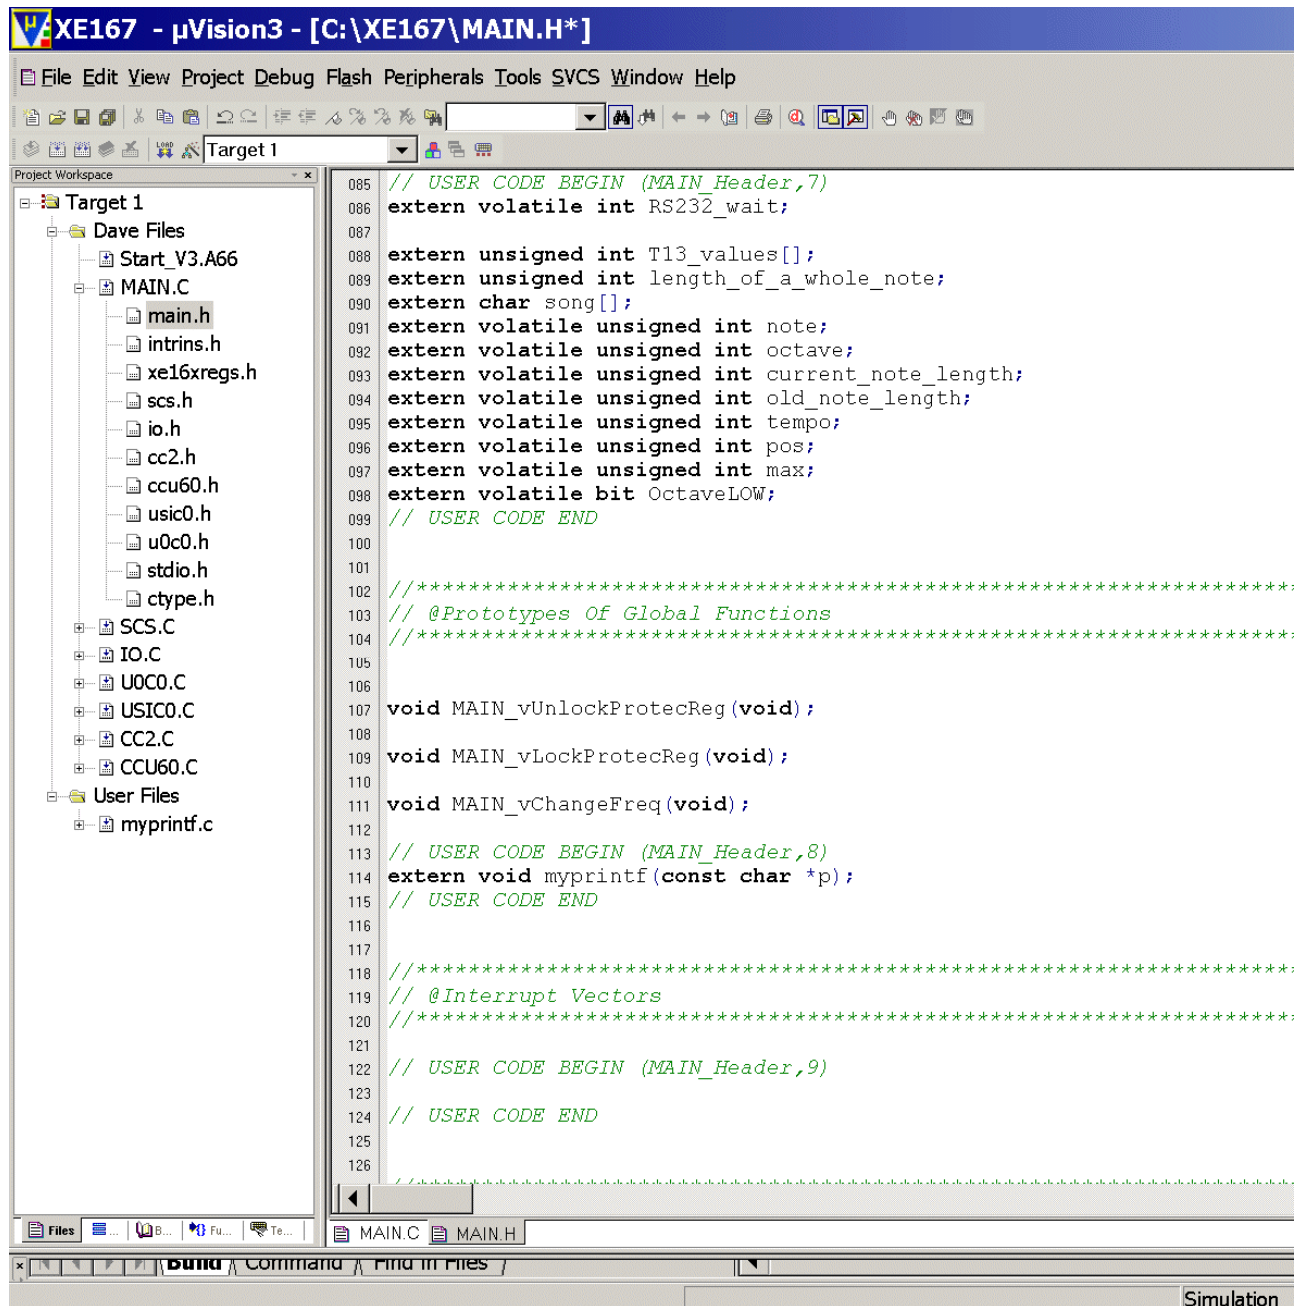 XE167 - µVision3 - [C:\XE167\MAIN.H*]
File Edit View Project Debug Flash Peripherals Tools SVCS Window Help
LOAD Target 1
Project Workspace
Target 1
Dave Files
Start_V3.A66
MAIN.C
main.h
intrins.h
xe16xregs.h
scs.h
io.h
cc2.h
ccu60.h
usic0.h
u0c0.h
stdio.h
ctype.h
SCS.C
IO.C
U0C0.C
USIC0.C
CC2.C
CCU60.C
User Files
myprintf.c
085 // USER CODE BEGIN (MAIN_Header,7)
086 extern volatile int RS232_wait;
087
088 extern unsigned int T13_values[];
089 extern unsigned int length_of_a_whole_note;
090 extern char song[];
091 extern volatile unsigned int note;
092 extern volatile unsigned int octave;
093 extern volatile unsigned int current_note_length;
094 extern volatile unsigned int old_note_length;
095 extern volatile unsigned int tempo;
096 extern volatile unsigned int pos;
097 extern volatile unsigned int max;
098 extern volatile bit OctaveLOW;
099 // USER CODE END
100
101
102 //********************************************************************
103 // @Prototypes Of Global Functions
104 //********************************************************************
105
106
107 void MAIN_vUnlockProtecReg(void);
108
109 void MAIN_vLockProtecReg(void);
110
111 void MAIN_vChangeFreq(void);
112
113 // USER CODE BEGIN (MAIN_Header,8)
114 extern void myprintf(const char *p);
115 // USER CODE END
116
117
118 //********************************************************************
119 // @Interrupt Vectors
120 //********************************************************************
121
122 // USER CODE BEGIN (MAIN_Header,9)
123
124 // USER CODE END
125
126
Files ... B... Fu... Te...
MAIN.C MAIN.H
Build Command Find in Files
Simulation